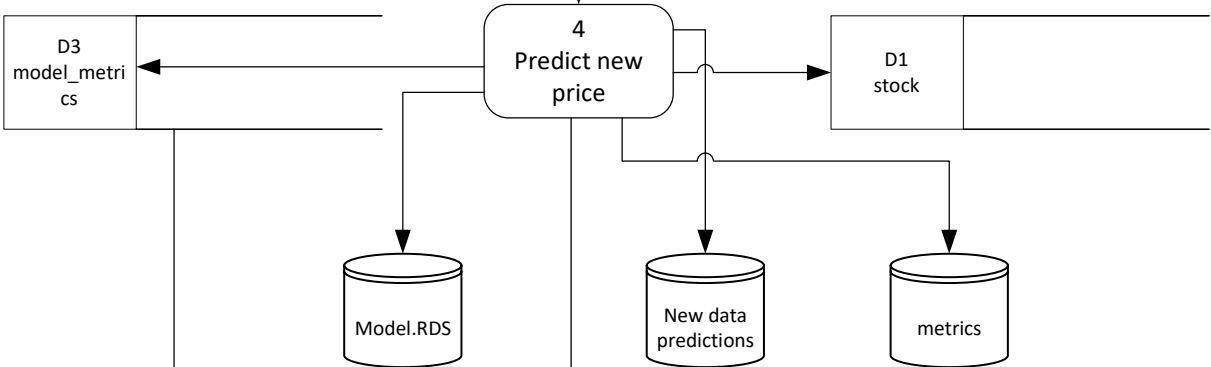 D3
model_metri
cs
4
Predict new
price
D1
stock
Model.RDS
New data
predictions
metrics